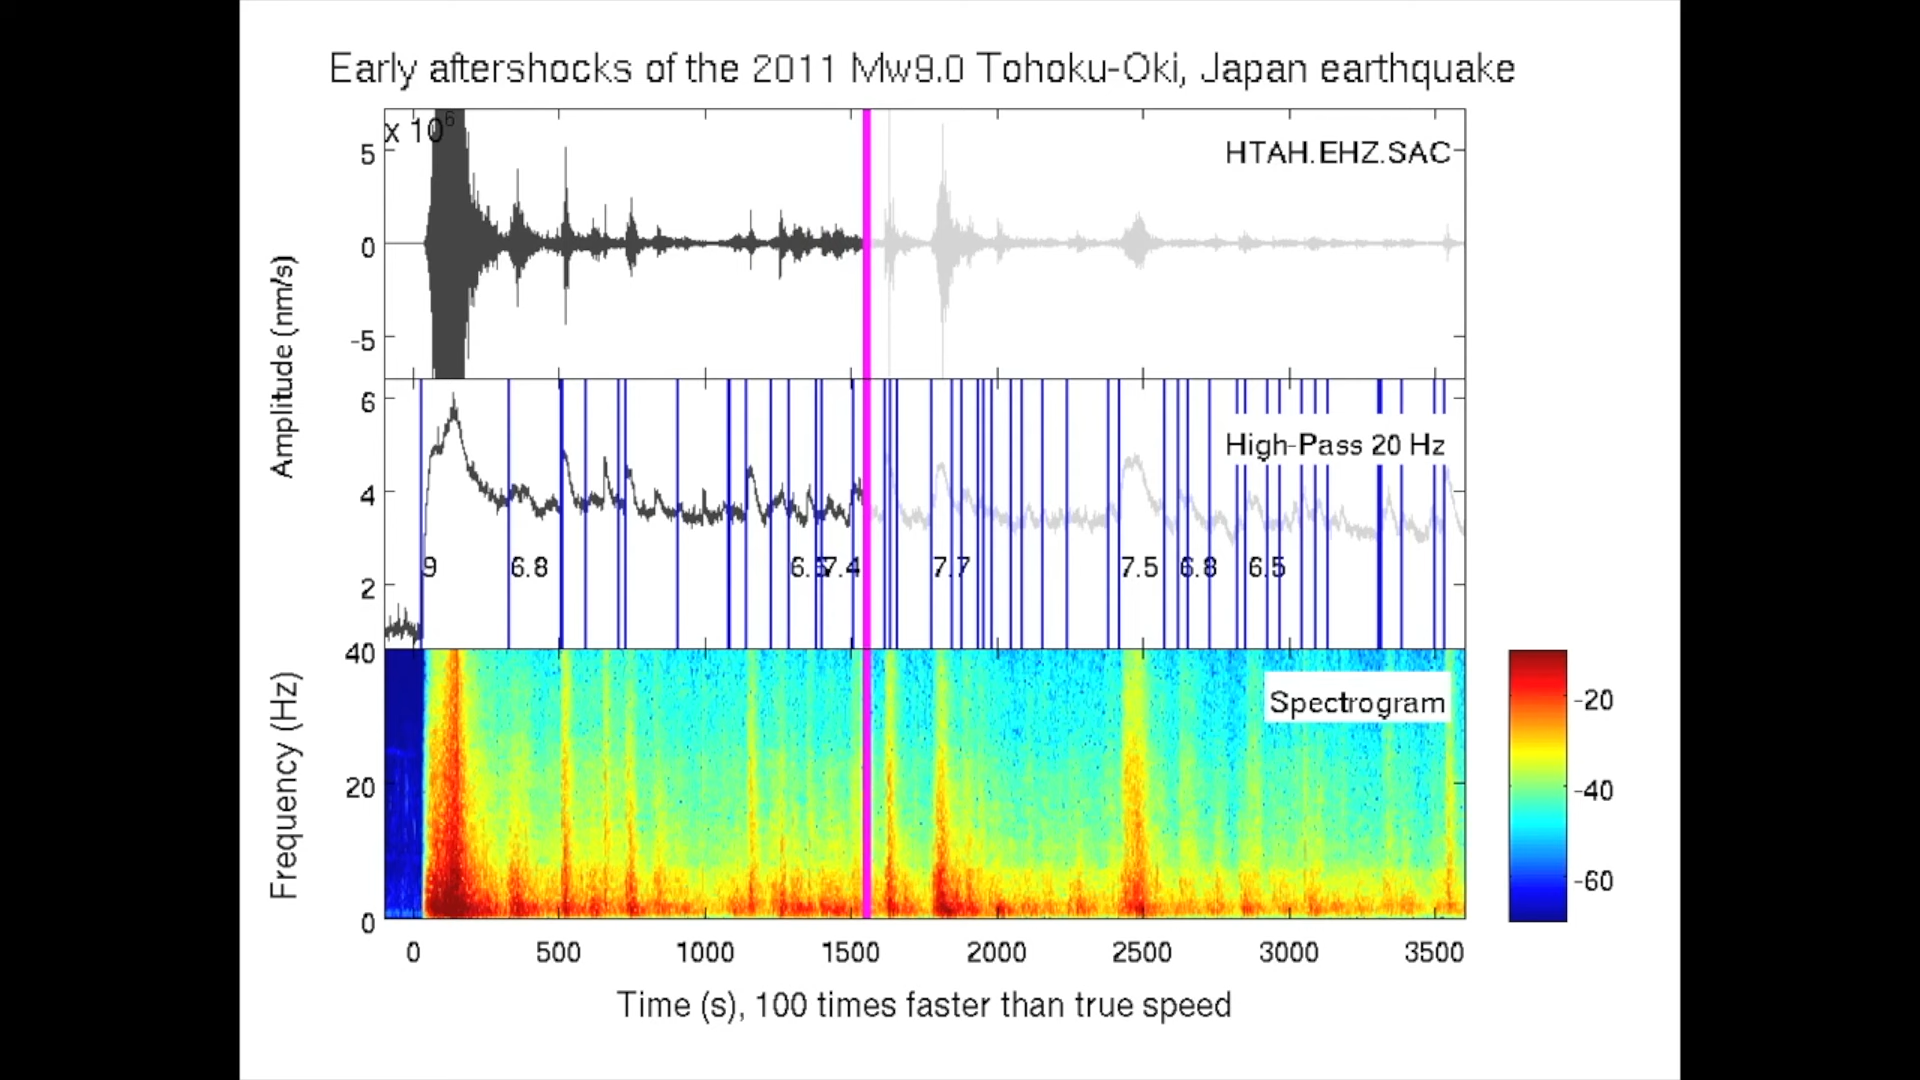 Early aftershocks of the 2011 Mw9.0 Tohoku-Oki, Japan earthquake
x 10^6
HTAH.EHZ.SAC
5
0
-5
Amplitude (nm/s)
6
4
2
High-Pass 20 Hz
9
6.8
7.4
7.7
7.5
6.8
6.5
40
20
0
Frequency (Hz)
Spectrogram
-20
-40
-60
0 500 1000 1500 2000 2500 3000 3500
Time (s), 100 times faster than true speed